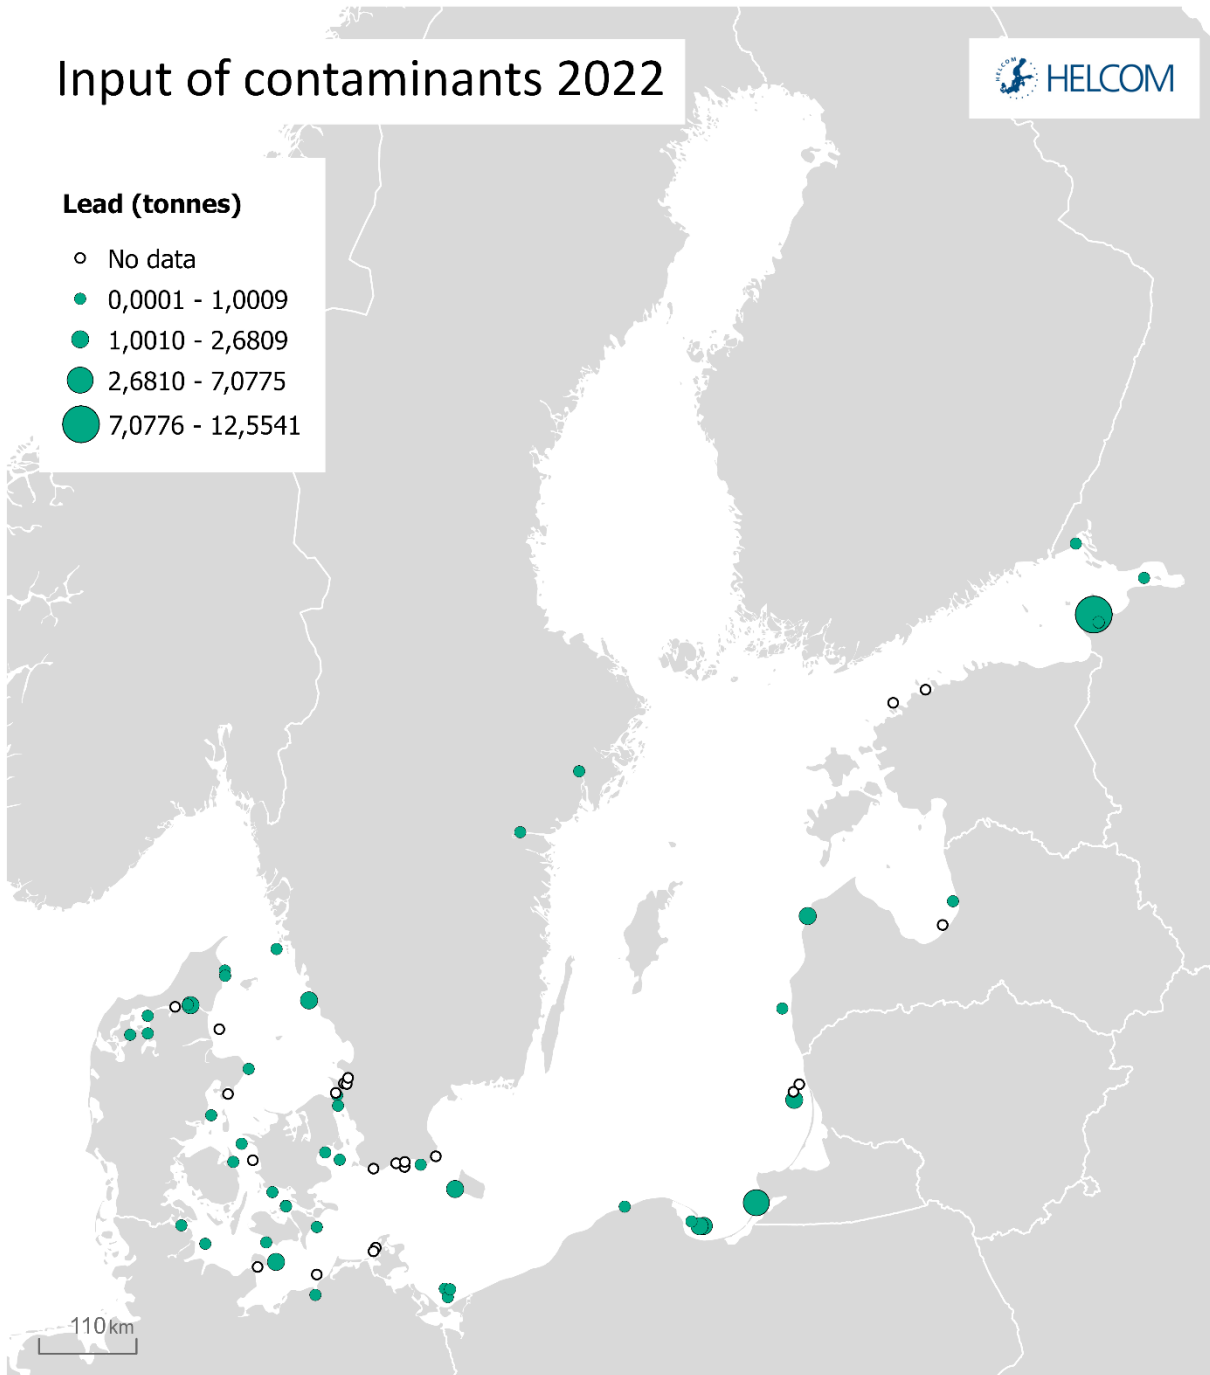 Input of contaminants 2022
HELCOM
HELCOM
Lead (tonnes)
No data
0,0001 - 1,0009
1,0010 - 2,6809
2,6810 - 7,0775
7,0776 - 12,5541
110 km